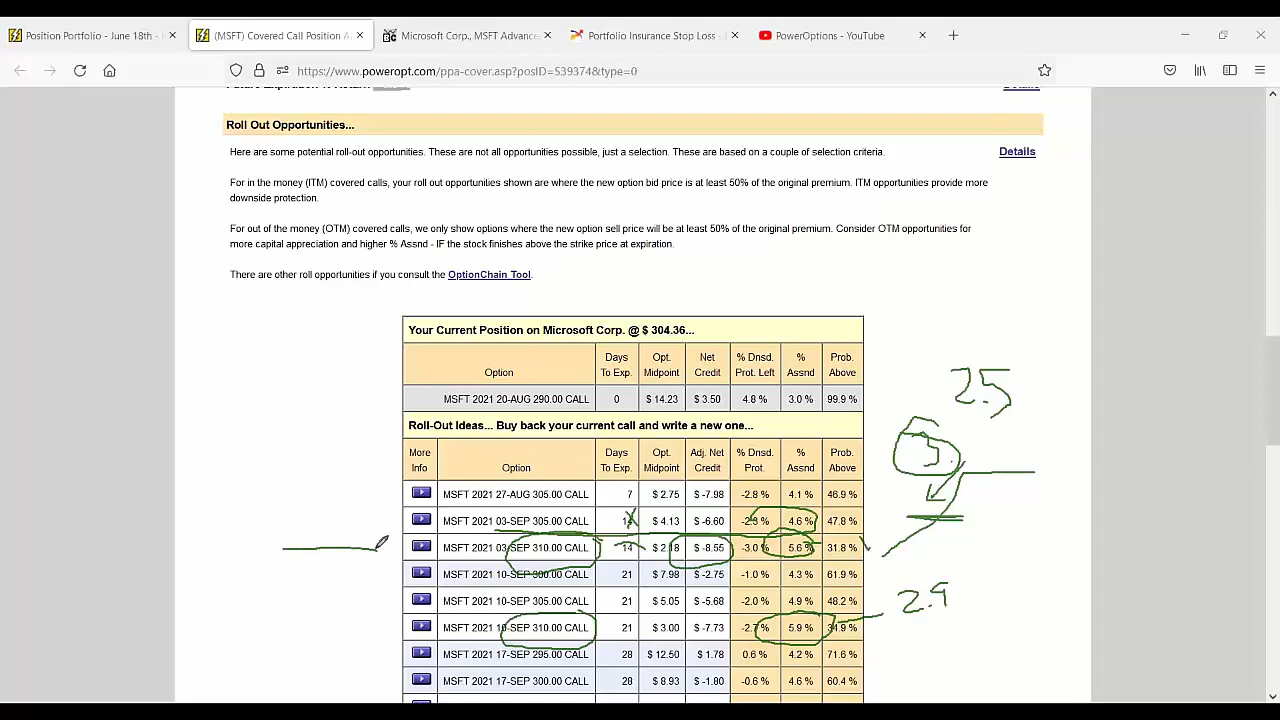 Position Portfolio - June 18th -
(MSFT) Covered Call Position A
Microsoft Corp., MSFT Advance
Portfolio Insurance Stop Loss -
PowerOptions - YouTube
https://www.poweropt.com/ppa-cover.asp?posID=539374&type=0
Details
Roll Out Opportunities...
Here are some potential roll-out opportunities. These are not all opportunities possible, just a selection. These are based on a couple of selection criteria.
Details
For in the money (ITM) covered calls, your roll out opportunities shown are where the new option bid price is at least 50% of the original premium. ITM opportunities provide more
downside protection.
For out of the money (OTM) covered calls, we only show options where the new option sell price will be at least 50% of the original premium. Consider OTM opportunities for
more capital appreciation and higher % Assnd - IF the stock finishes above the strike price at expiration.
There are other roll opportunities if you consult the OptionChain Tool.
Your Current Position on Microsoft Corp. @ $ 304.36...
Option Days To Exp. Opt. Midpoint Net Credit % Dnsd. Prot. Left % Assnd Prob. Above
MSFT 2021 20-AUG 290.00 CALL 0 $ 14.23 $ 3.50 4.8 % 3.0 % 99.9 %
2.5
Roll-Out Ideas... Buy back your current call and write a new one...
More Info Option Days To Exp. Opt. Midpoint Adj. Net Credit % Dnsd. Prot. % Assnd Prob. Above
MSFT 2021 27-AUG 305.00 CALL 7 $ 2.75 $ -7.98 -2.8 % 4.1 % 46.9 %
MSFT 2021 03-SEP 305.00 CALL 14 $ 4.13 $ -6.60 -2.3 % 4.6 % 47.8 %
MSFT 2021 03-SEP 310.00 CALL 14 $ 2.18 $ -8.55 -3.0 % 5.6 % 31.8 %
MSFT 2021 10-SEP 300.00 CALL 21 $ 7.98 $ -2.75 -1.0 % 4.3 % 61.9 %
MSFT 2021 10-SEP 305.00 CALL 21 $ 5.05 $ -5.68 -2.0 % 4.9 % 48.2 %
2.9
MSFT 2021 10-SEP 310.00 CALL 21 $ 3.00 $ -7.73 -2.7 % 5.9 % 34.9 %
MSFT 2021 17-SEP 295.00 CALL 28 $ 12.50 $ 1.78 0.6 % 4.2 % 71.6 %
MSFT 2021 17-SEP 300.00 CALL 28 $ 8.93 $ -1.80 -0.6 % 4.6 % 60.4 %